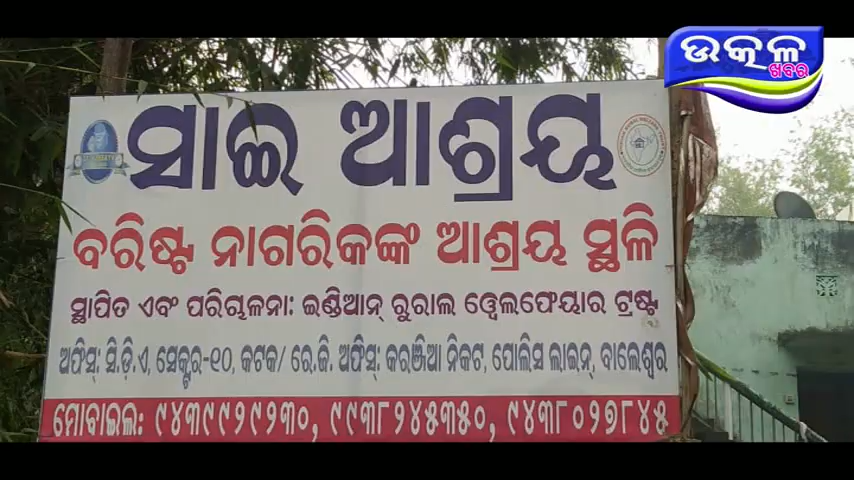 ଉତ୍କଳ
ଖବର
ସାଇ ଆଶ୍ରୟ
ବରିଷ୍ଟ ନାଗରିକଙ୍କ ଆଶ୍ରୟ ସ୍ଥଳି
ସ୍ଥାପିତ ଏବଂ ପରିଚାଳନା: ଇଣ୍ଡିଆନ୍ ରୁରାଲ ୱେଲଫେୟାର ଟ୍ରଷ୍ଟ
ଅଫିସ୍: ସି.ଡ଼ି.ଏ, ସେକ୍ଟର-୧୦, କଟକ/ ରେ.ଜି. ଅଫିସ୍: କରଞ୍ଜିଆ ନିକଟ, ପୋଲିସ ଲାଇନ୍, ବାଲେଶ୍ୱର
ମୋବାଇଲ: ୯୪୩୯୯୨୯୨୩୦, ୯୯୩୮୨୪୫୩୫୦, ୯୪୩୮୦୨୭୮୪୫